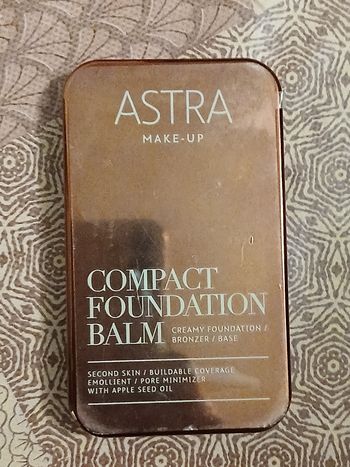 ASTRA
MAKE-UP
COMPACT
FOUNDATION
BALM CREAMY FOUNDATION /
BRONZER / BASE
SECOND SKIN / BUILDABLE COVERAGE
EMOLLIENT / PORE MINIMIZER
WITH APPLE SEED OIL